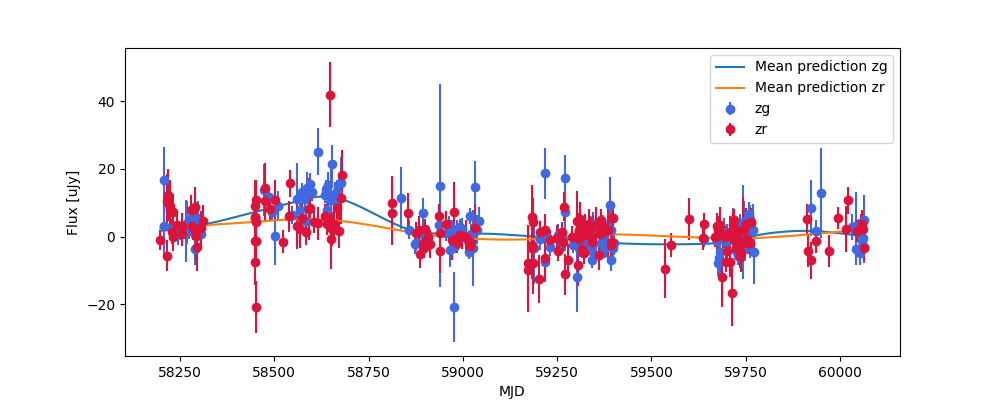 Mean prediction zg
Mean prediction zr
zg
zr
Flux [uJy]
40
20
0
−20
58250 58500 58750 59000 59250 59500 59750 60000
MJD